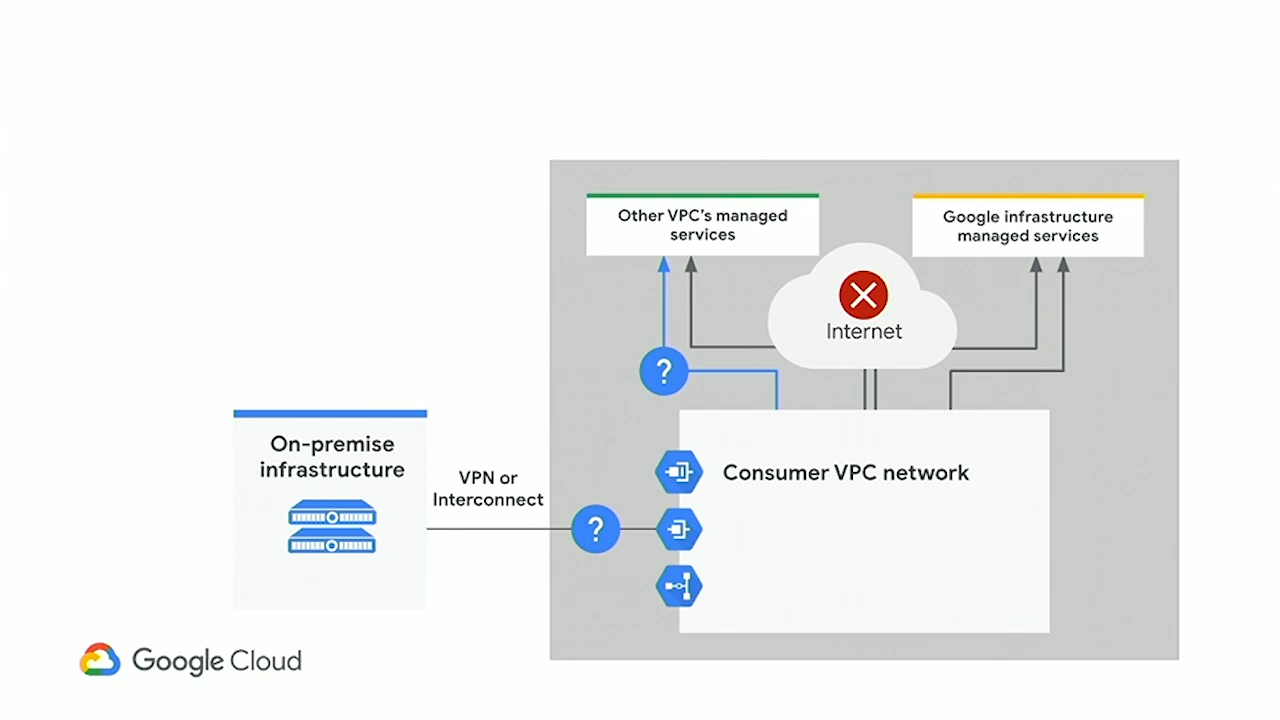 Other VPC's managed
services
Google infrastructure
managed services
Internet
?
On-premise
infrastructure
VPN or
Interconnect
?
Consumer VPC network
Google Cloud